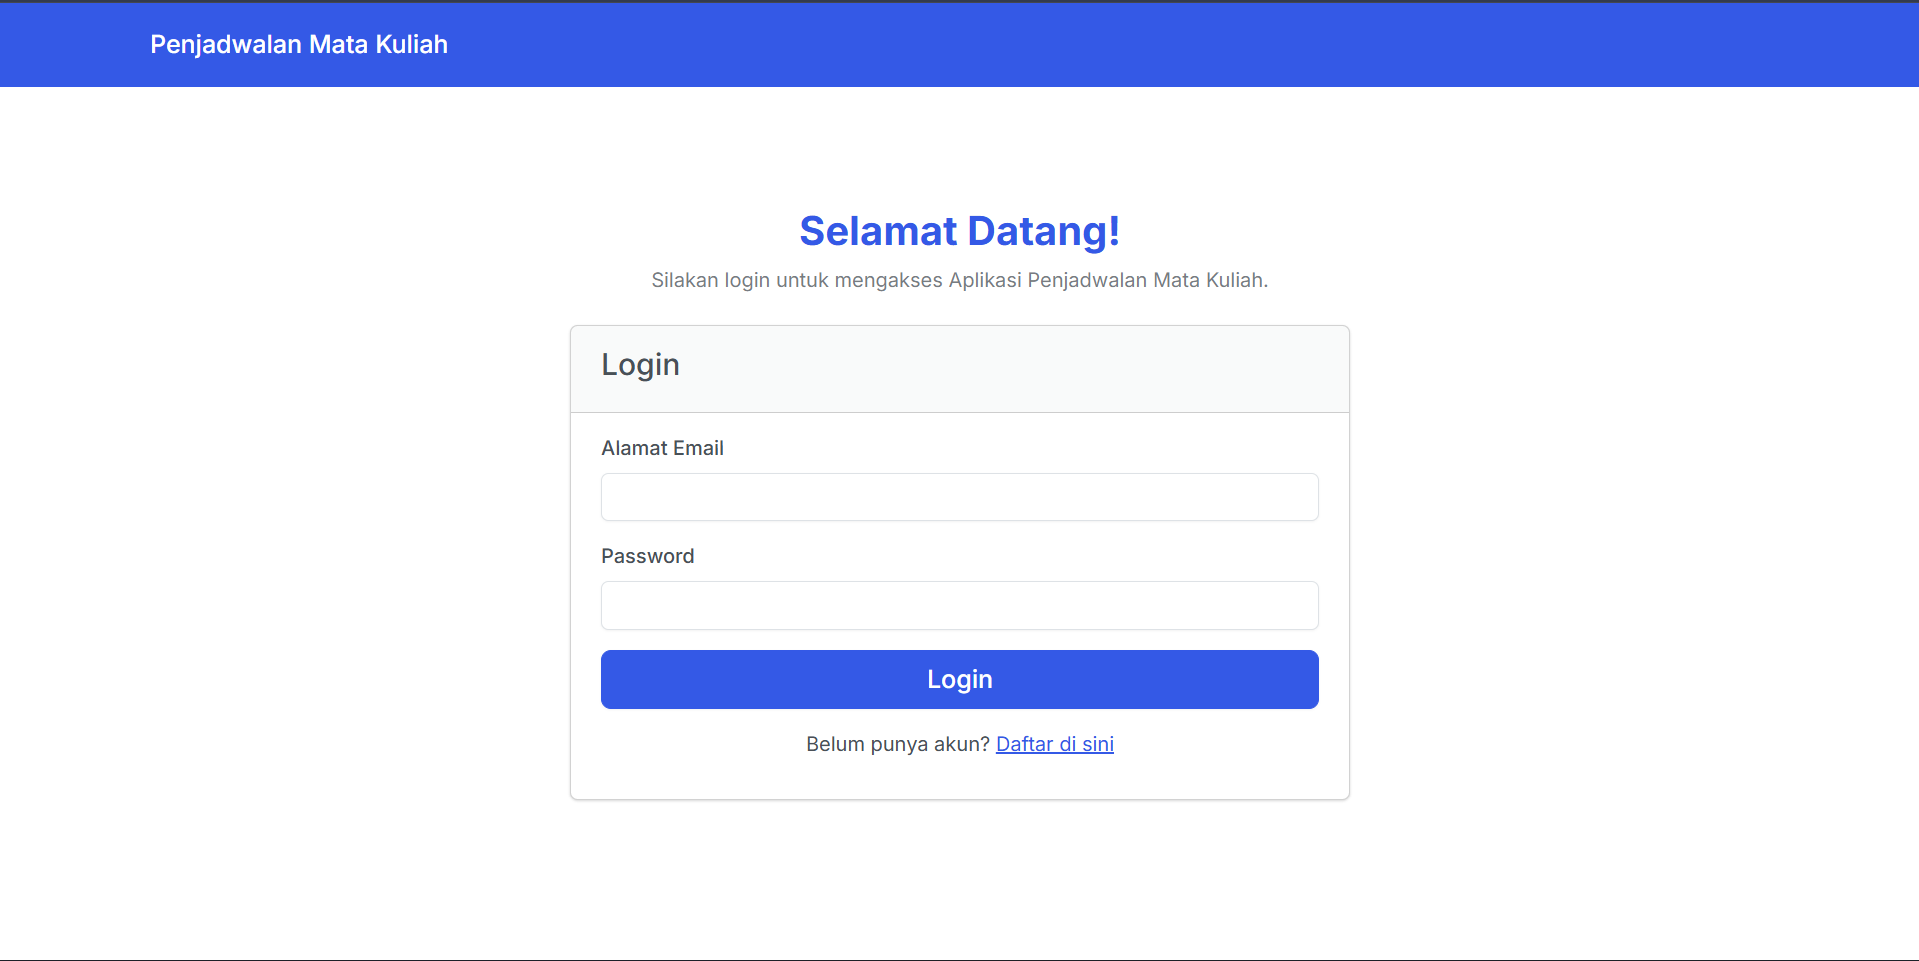 Penjadwalan Mata Kuliah
Selamat Datang!
Silakan login untuk mengakses Aplikasi Penjadwalan Mata Kuliah.
Login
Alamat Email
Password
Login
Belum punya akun? Daftar di sini